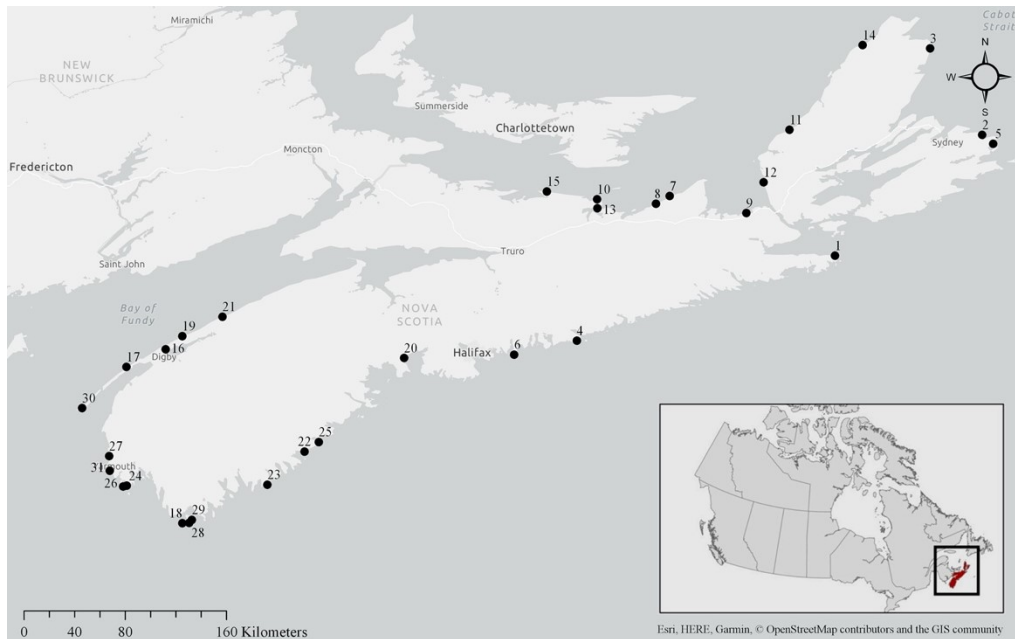 Miramichi
Cabot
Strait
14
3
N
NEW
BRUNSWICK
W
E
S
Summerside
Charlottetown
11
2
5
Sydney
Moncton
Fredericton
12
15
10
7
8
13
9
Truro
1
Saint John
Bay of
Fundy
21
NOVA
SCOTIA
19
16
Digby
17
20
Halifax
6
4
30
25
22
27
31
mouth
26
24
23
18
29
28
0
40
80
160 Kilometers
Esri, HERE, Garmin, © OpenStreetMap contributors and the GIS community